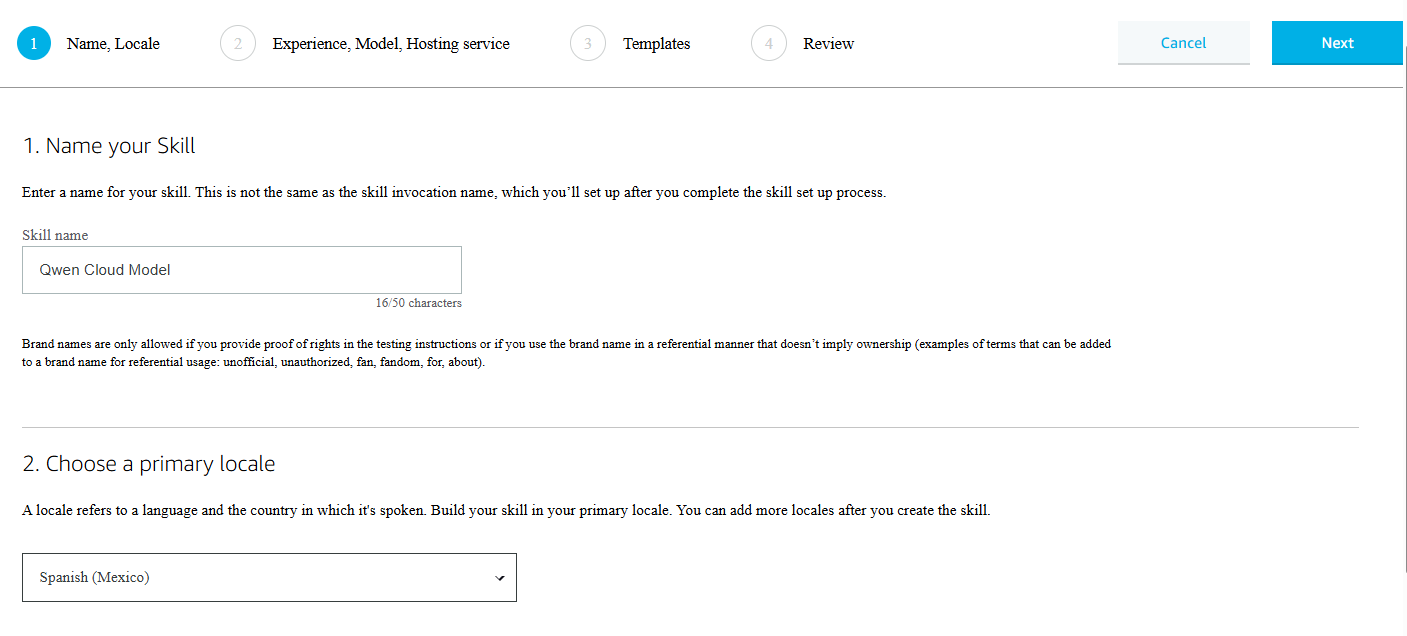 1 Name, Locale 2 Experience, Model, Hosting service 3 Templates 4 Review Cancel Next
1. Name your Skill
Enter a name for your skill. This is not the same as the skill invocation name, which you’ll set up after you complete the skill set up process.
Skill name
Qwen Cloud Model
16/50 characters
Brand names are only allowed if you provide proof of rights in the testing instructions or if you use the brand name in a referential manner that doesn’t imply ownership (examples of terms that can be added
to a brand name for referential usage: unofficial, unauthorized, fan, fandom, for, about).
2. Choose a primary locale
A locale refers to a language and the country in which it's spoken. Build your skill in your primary locale. You can add more locales after you create the skill.
Spanish (Mexico)